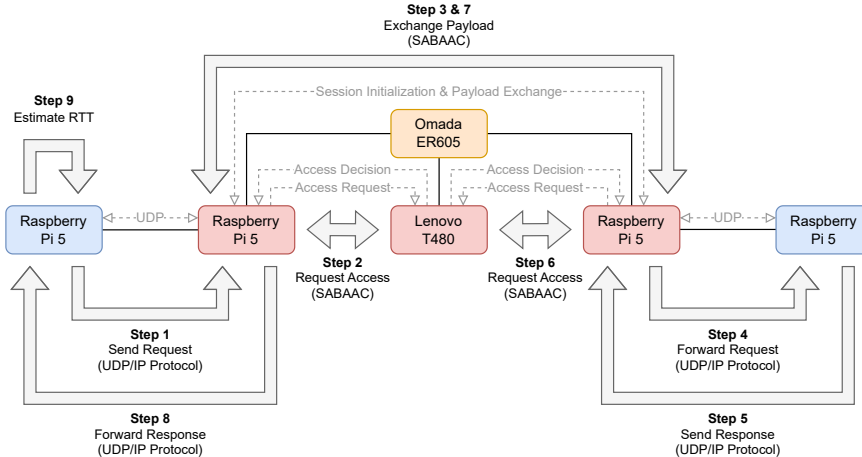 Step 3 & 7
Exchange Payload
(SABAAC)
Step 9
Estimate RTT
Session Initialization & Payload Exchange
Omada
ER605
Access Decision
Access Request
Access Decision
Access Request
Raspberry
Pi 5
UDP
Raspberry
Pi 5
Lenovo
T480
Raspberry
Pi 5
UDP
Raspberry
Pi 5
Step 2
Request Access
(SABAAC)
Step 6
Request Access
(SABAAC)
Step 1
Send Request
(UDP/IP Protocol)
Step 4
Forward Request
(UDP/IP Protocol)
Step 8
Forward Response
(UDP/IP Protocol)
Step 5
Send Response
(UDP/IP Protocol)